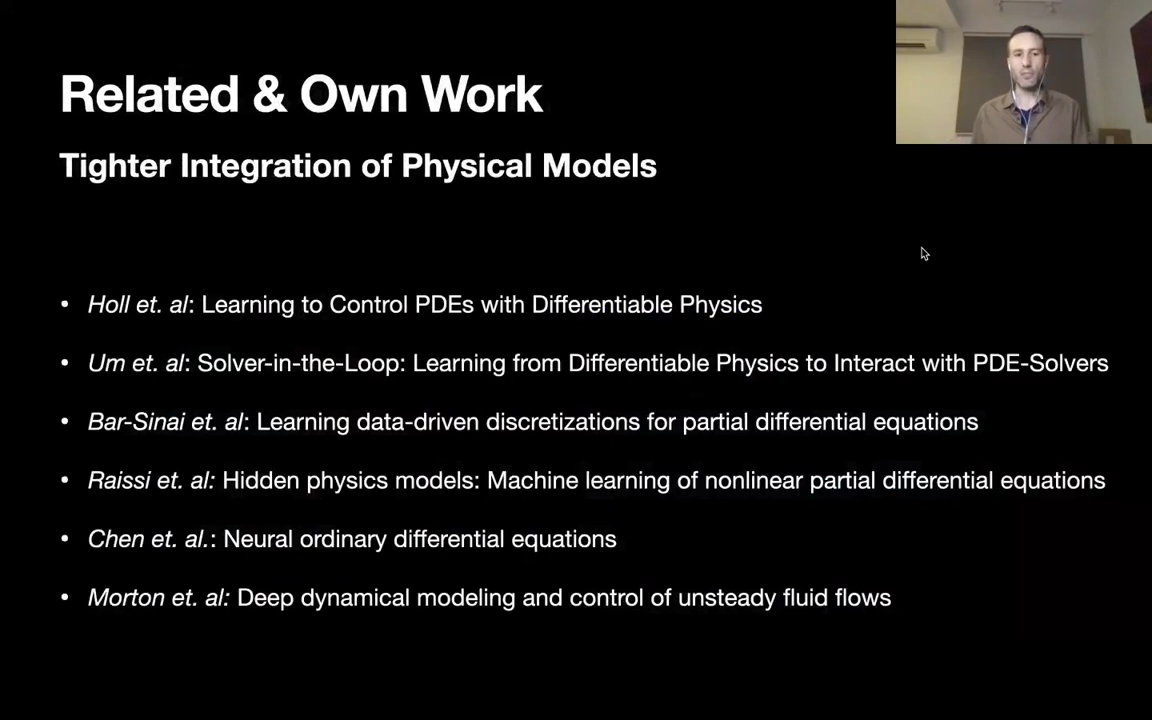 Related & Own Work
Tighter Integration of Physical Models
• Holl et. al: Learning to Control PDEs with Differentiable Physics
• Um et. al: Solver-in-the-Loop: Learning from Differentiable Physics to Interact with PDE-Solvers
• Bar-Sinai et. al: Learning data-driven discretizations for partial differential equations
• Raissi et. al: Hidden physics models: Machine learning of nonlinear partial differential equations
• Chen et. al.: Neural ordinary differential equations
• Morton et. al: Deep dynamical modeling and control of unsteady fluid flows